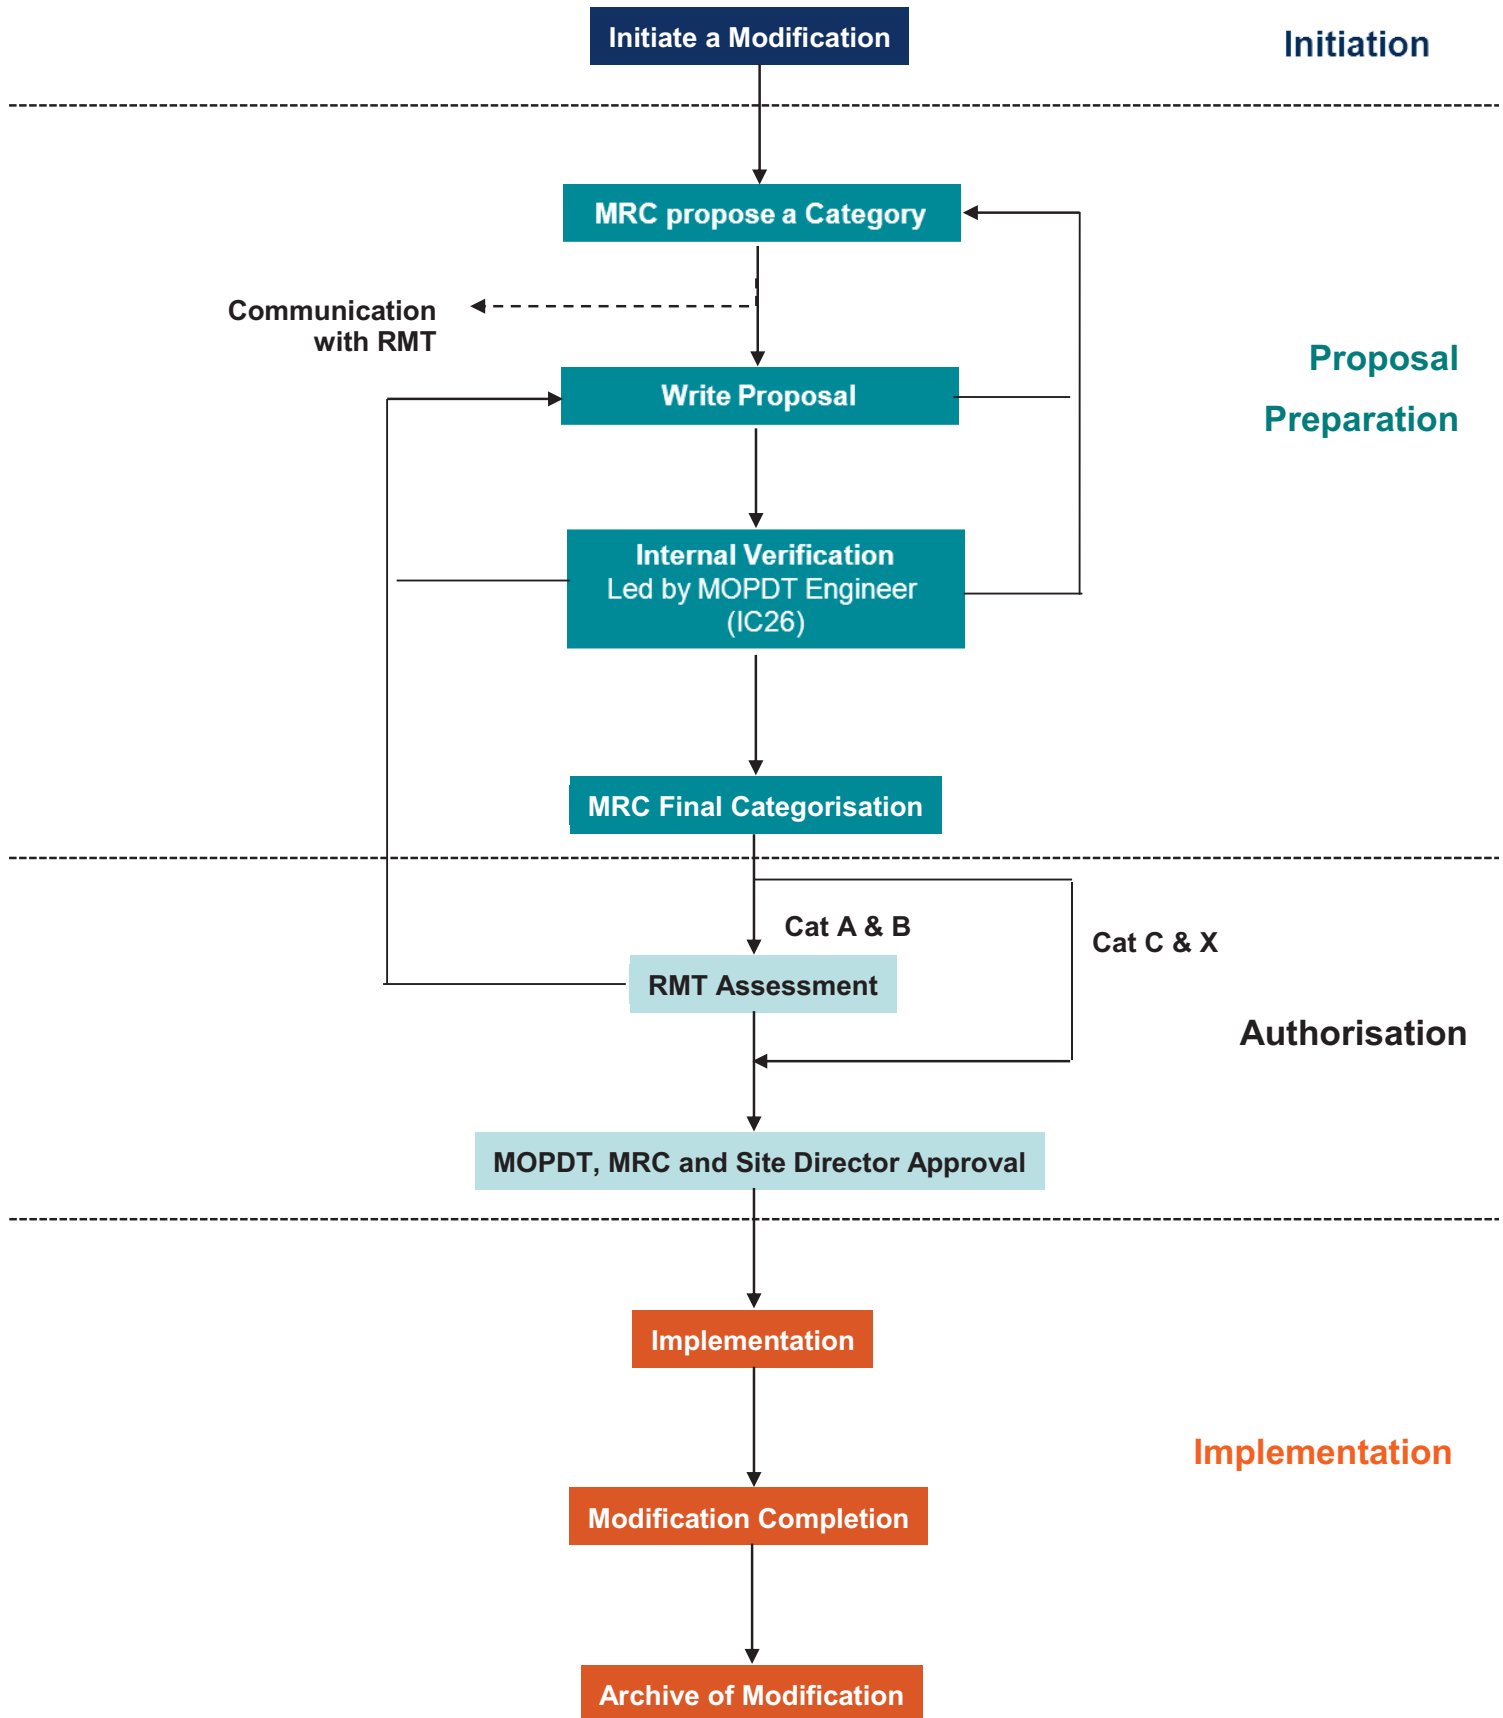 Initiate a Modification
Initiation
MRC propose a Category
Communication
with RMT
Proposal
Preparation
Write Proposal
Internal Verification
Led by MOPDT Engineer
(IC26)
MRC Final Categorisation
Cat A & B
Cat C & X
RMT Assessment
Authorisation
MOPDT, MRC and Site Director Approval
Implementation
Implementation
Modification Completion
Archive of Modification